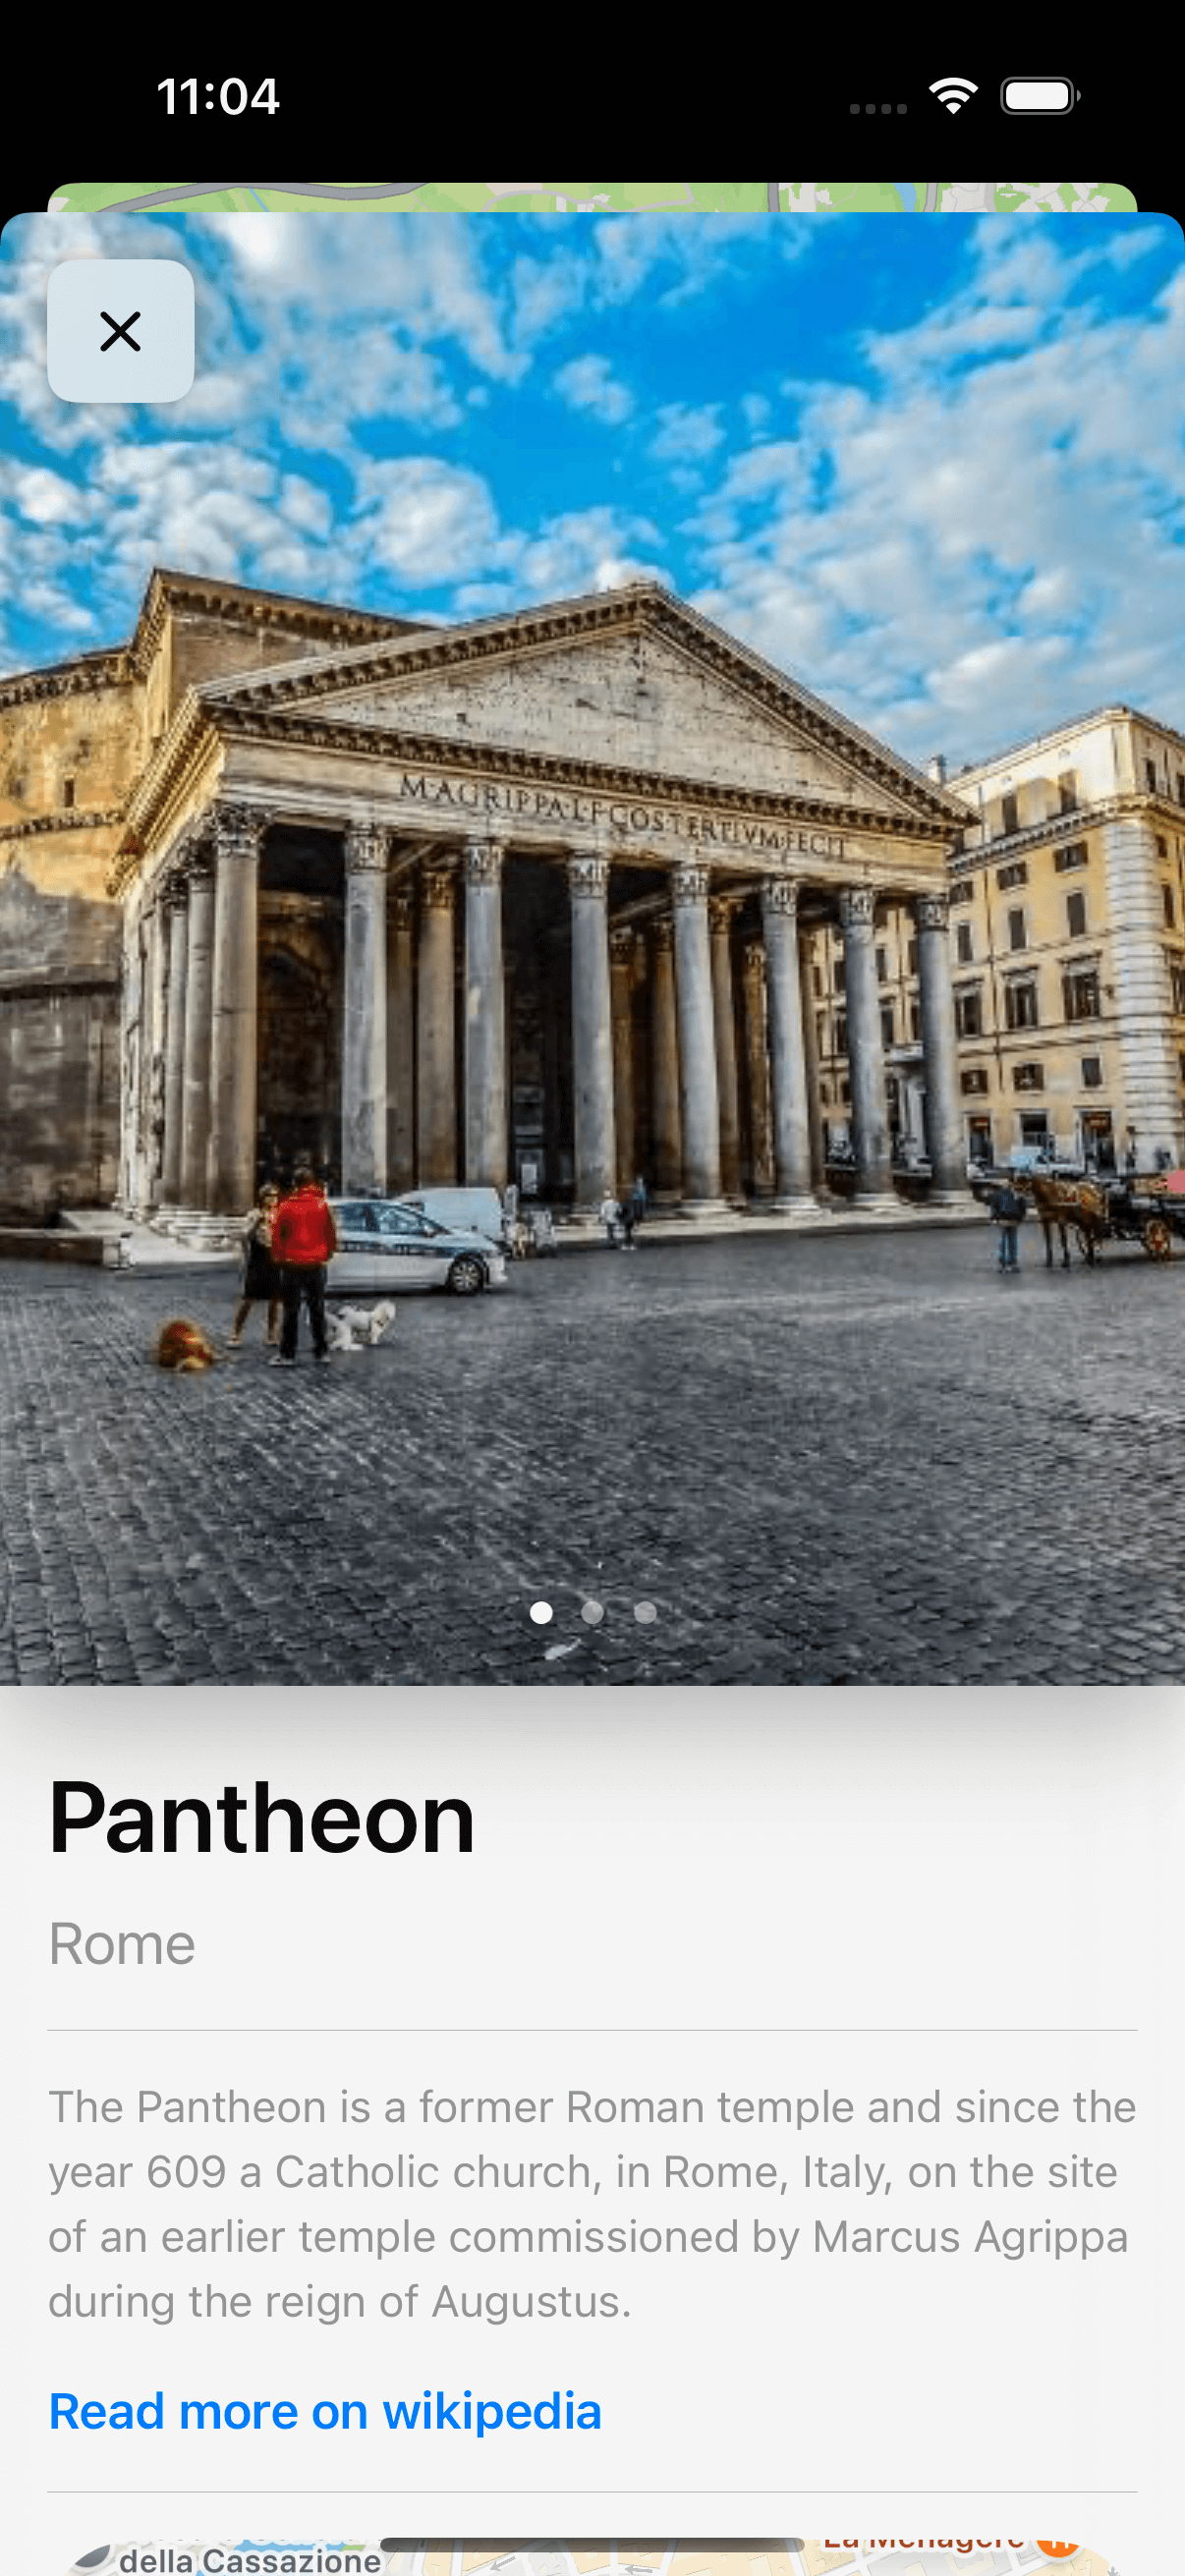 11:04
M·AGRIPPA·L·F·COS·TERTIVM·FECIT
Pantheon
Rome
The Pantheon is a former Roman temple and since the
year 609 a Catholic church, in Rome, Italy, on the site
of an earlier temple commissioned by Marcus Agrippa
during the reign of Augustus.
Read more on wikipedia
La Ménagère
della Cassazione